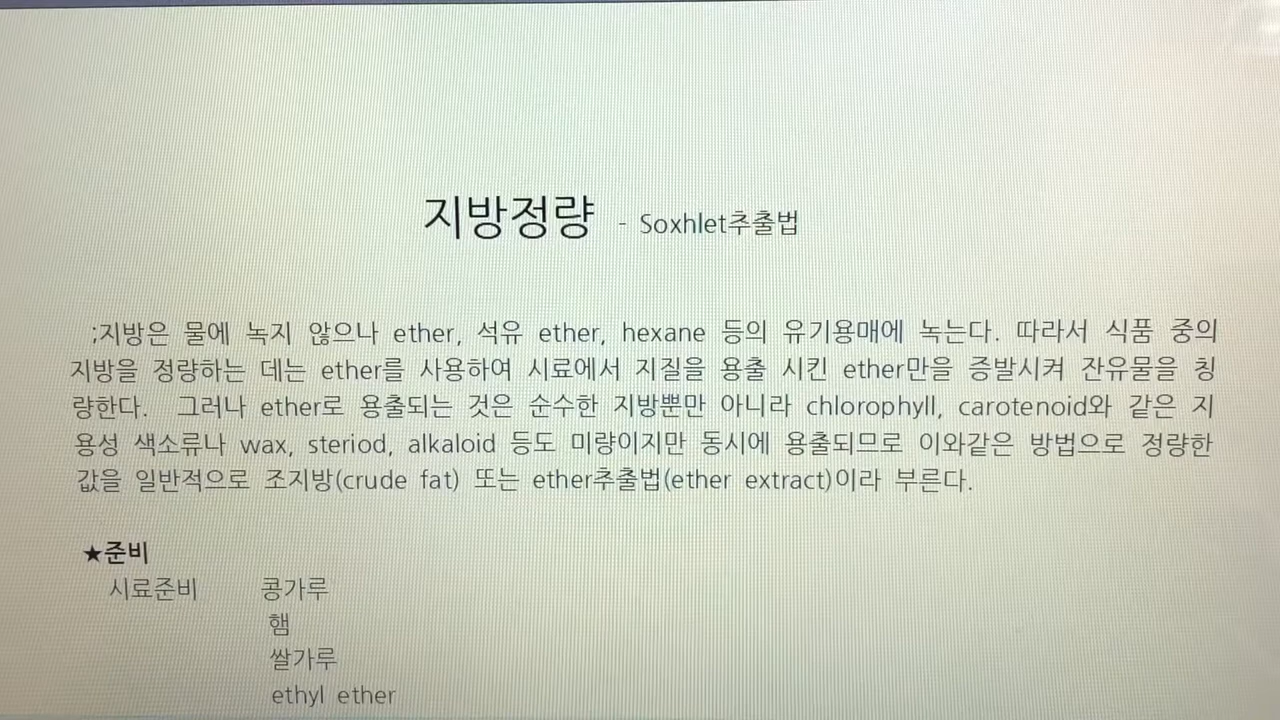 지방정량 - Soxhlet추출법
;지방은 물에 녹지 않으나 ether, 석유 ether, hexane 등의 유기용매에 녹는다. 따라서 식품 중의
지방을 정량하는 데는 ether를 사용하여 시료에서 지질을 용출 시킨 ether만을 증발시켜 잔유물을 칭
량한다. 그러나 ether로 용출되는 것은 순수한 지방뿐만 아니라 chlorophyll, carotenoid와 같은 지
용성 색소류나 wax, steriod, alkaloid 등도 미량이지만 동시에 용출되므로 이와같은 방법으로 정량한
값을 일반적으로 조지방(crude fat) 또는 ether추출법(ether extract)이라 부른다.
★준비
시료준비 콩가루
햄
쌀가루
ethyl ether